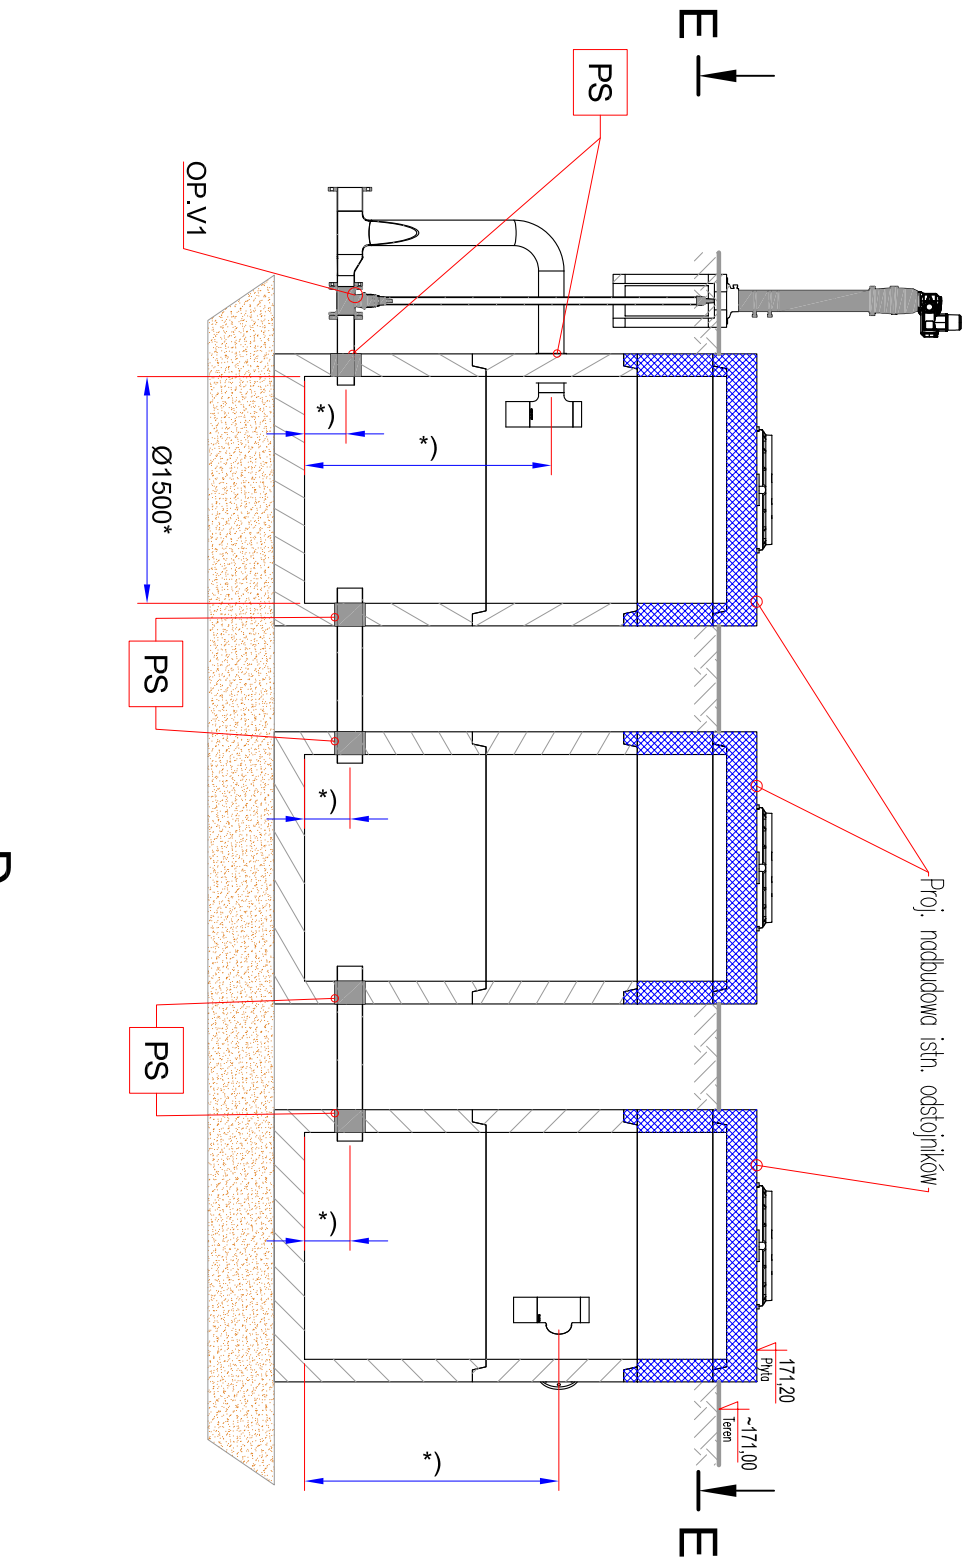 E
E
PS
OP.V1
*)
*)
Ø1500*
PS
*)
PS
*)
*)
Proj. nadbudowa istn. odstojników
171,20
Płyta
~171,00
Teren